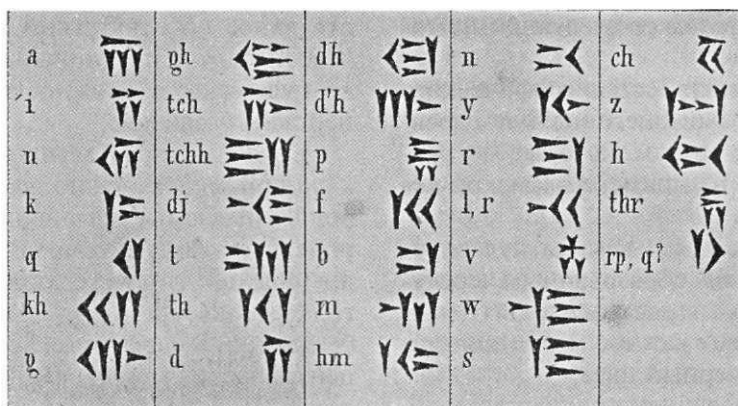 a 𐎠 gh 𐎦 dh 𐎯 n 𐎴 ch 𐏁
i 𐎡 tch 𐎨 d'h 𐎮 y 𐎹 z 𐏀
u 𐎢 tchh 𐎬 p 𐎱 r 𐎼 h 𐏃
k 𐎣 dj 𐎩 f 𐎳 l, r 𐎽 thr 𐏂
q 𐎤 t 𐎫 b 𐎲 v 𐎻 rp, q?
kh 𐎧 th 𐎰 m 𐎶 w 𐎺
g 𐎥 d 𐎭 hm 𐎷 s 𐎿